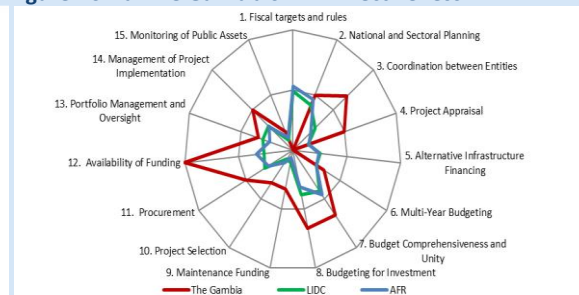 1. Fiscal targets and rules
2. National and Sectoral Planning
3. Coordination between Entities
4. Project Appraisal
5. Alternative Infrastructure
Financing
6. Multi-Year Budgeting
7. Budget Comprehensiveness and
Unity
8. Budgeting for Investment
9. Maintenance Funding
10. Project Selection
11. Procurement
12. Availability of Funding
13. Portfolio Management and
Oversight
14. Management of Project
Implementation
15. Monitoring of Public Assets
The Gambia
LIDC
AFR